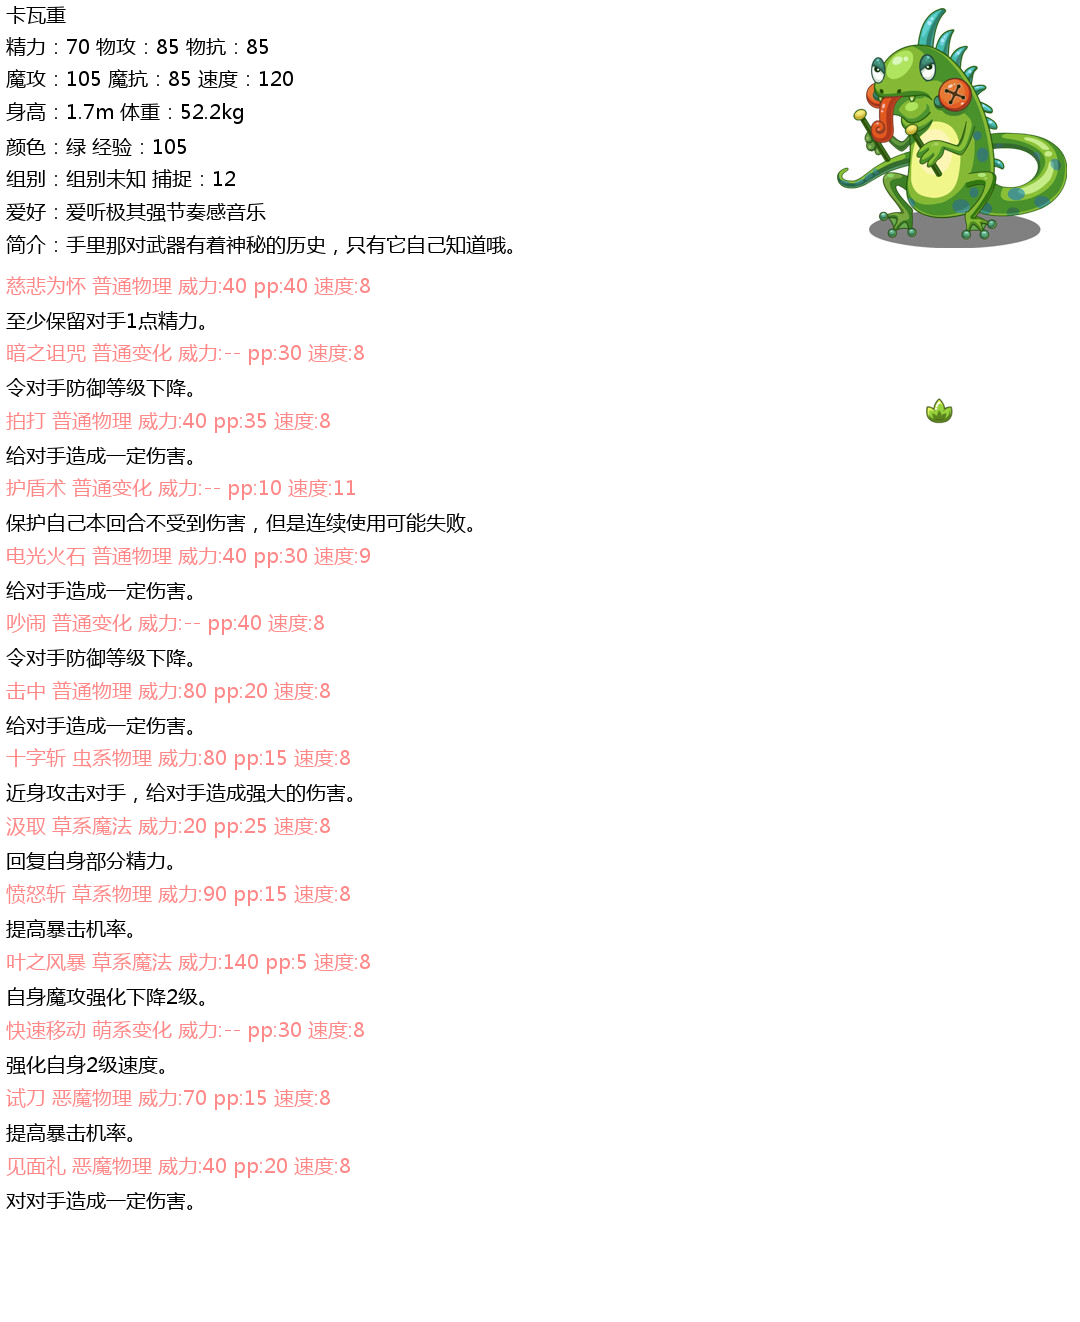 卡瓦重
精力：70 物攻：85 物抗：85
魔攻：105 魔抗：85 速度：120
身高：1.7m 体重：52.2kg
颜色：绿 经验：105
组别：组别未知 捕捉：12
爱好：爱听极其强节奏感音乐
简介：手里那对武器有着神秘的历史，只有它自己知道哦。
慈悲为怀 普通物理 威力:40 pp:40 速度:8
至少保留对手1点精力。
暗之诅咒 普通变化 威力:-- pp:30 速度:8
令对手防御等级下降。
拍打 普通物理 威力:40 pp:35 速度:8
给对手造成一定伤害。
护盾术 普通变化 威力:-- pp:10 速度:11
保护自己本回合不受到伤害，但是连续使用可能失败。
电光火石 普通物理 威力:40 pp:30 速度:9
给对手造成一定伤害。
吵闹 普通变化 威力:-- pp:40 速度:8
令对手防御等级下降。
击中 普通物理 威力:80 pp:20 速度:8
给对手造成一定伤害。
十字斩 虫系物理 威力:80 pp:15 速度:8
近身攻击对手，给对手造成强大的伤害。
汲取 草系魔法 威力:20 pp:25 速度:8
回复自身部分精力。
愤怒斩 草系物理 威力:90 pp:15 速度:8
提高暴击机率。
叶之风暴 草系魔法 威力:140 pp:5 速度:8
自身魔攻强化下降2级。
快速移动 萌系变化 威力:-- pp:30 速度:8
强化自身2级速度。
试刀 恶魔物理 威力:70 pp:15 速度:8
提高暴击机率。
见面礼 恶魔物理 威力:40 pp:20 速度:8
对对手造成一定伤害。